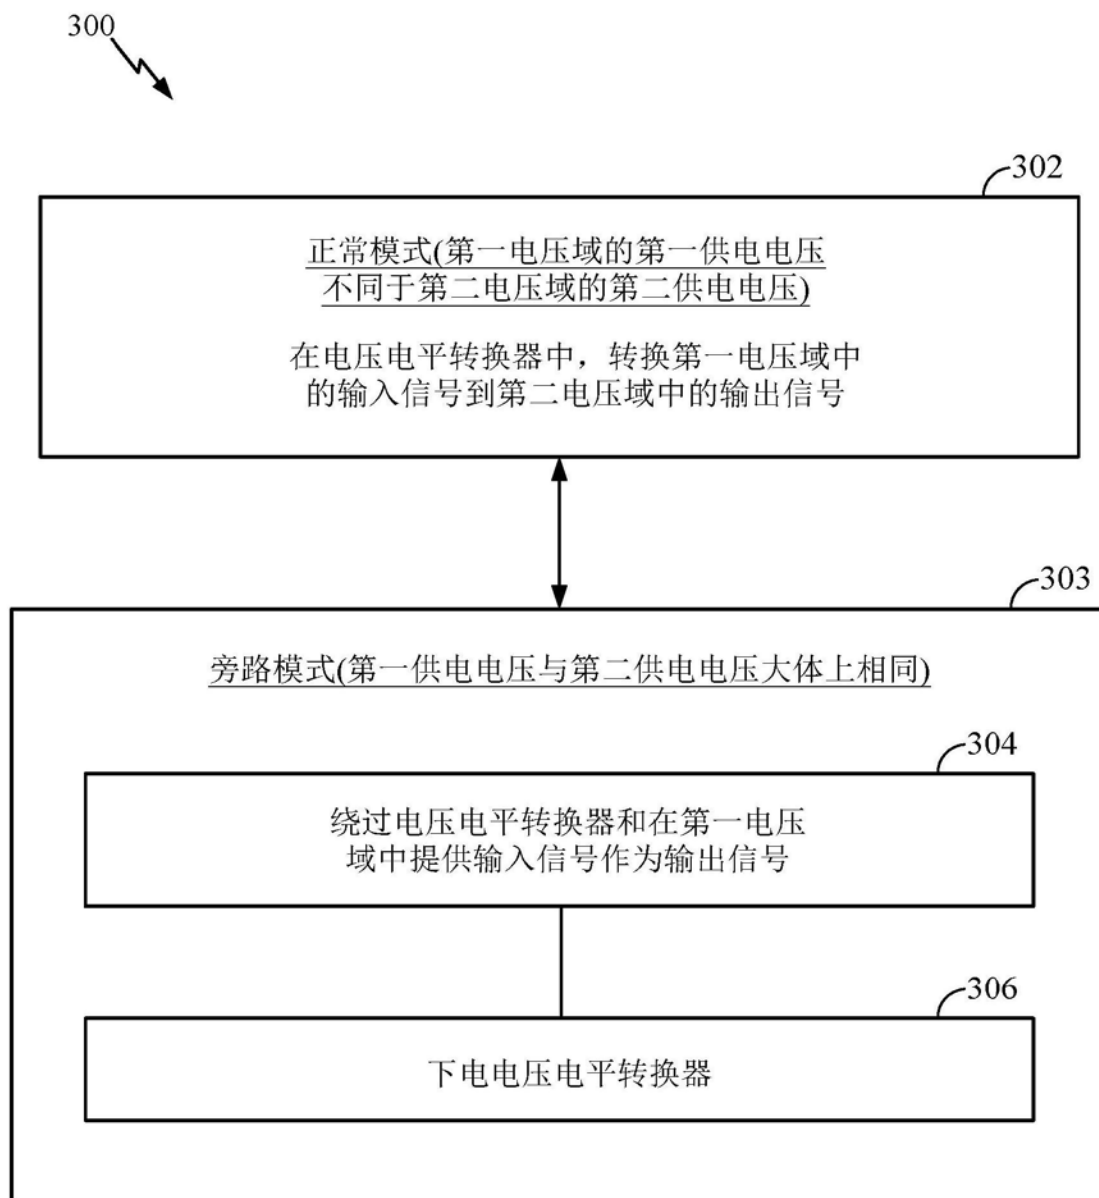 300
302
正常模式(第一电压域的第一供电电压
不同于第二电压域的第二供电电压)
在电压电平转换器中，转换第一电压域中
的输入信号到第二电压域中的输出信号
303
旁路模式(第一供电电压与第二供电电压大体上相同)
304
绕过电压电平转换器和在第一电压
域中提供输入信号作为输出信号
306
下电电压电平转换器